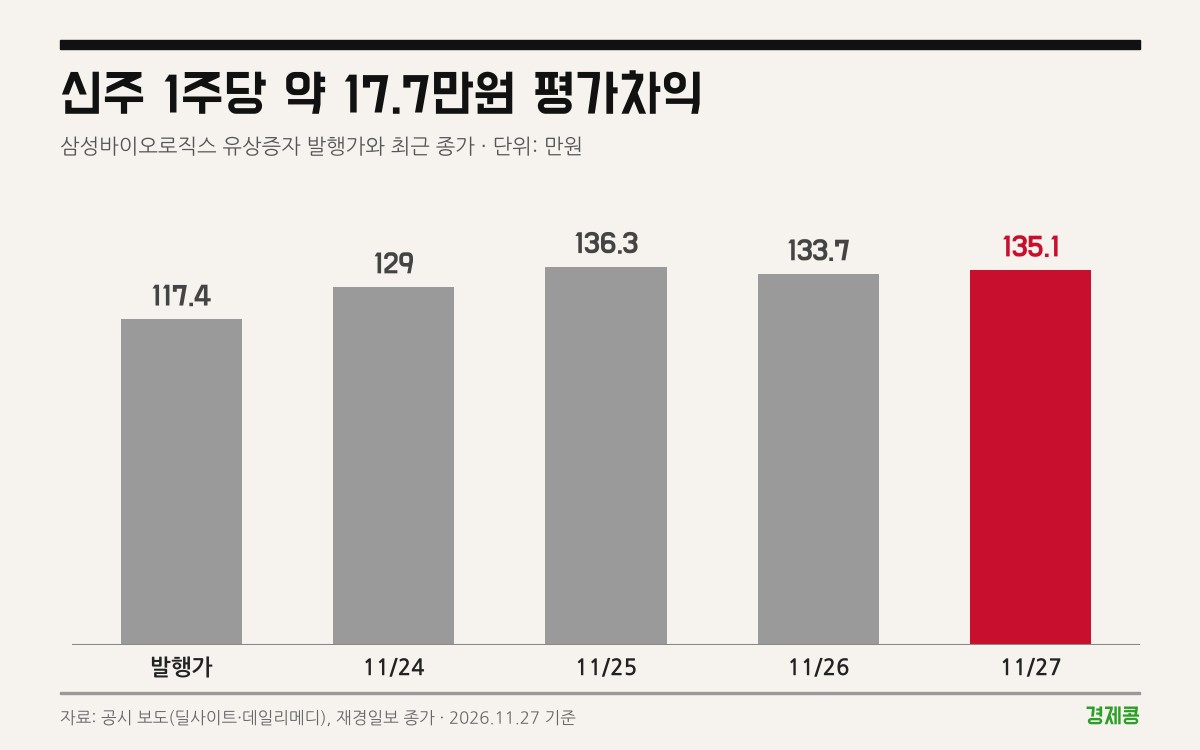 신주 1주당 약 17.7만원 평가차익
삼성바이오로직스 유상증자 발행가와 최근 종가 · 단위: 만원
117.4
129
136.3
133.7
135.1
발행가
11/24
11/25
11/26
11/27
자료: 공시 보도(딜사이트·데일리메디), 재경일보 종가 · 2026.11.27 기준
경제콩